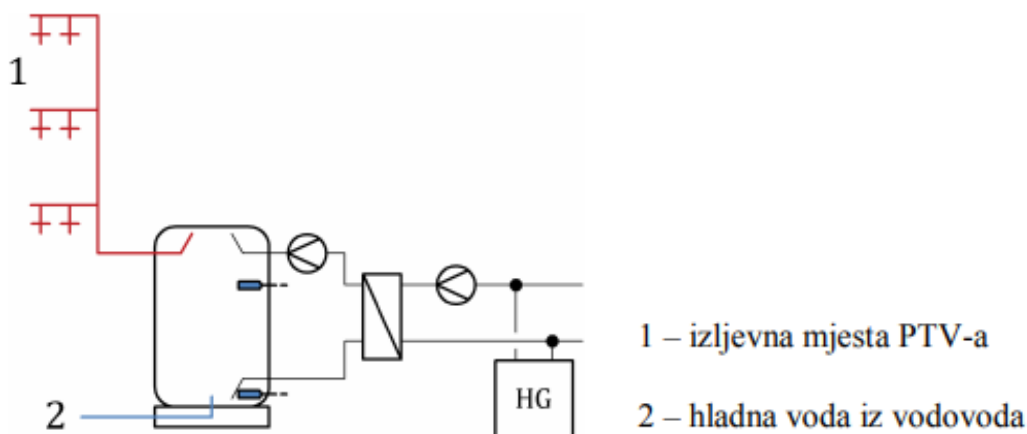 1
2
HG
1 – izljevna mjesta PTV-a
2 – hladna voda iz vodovoda